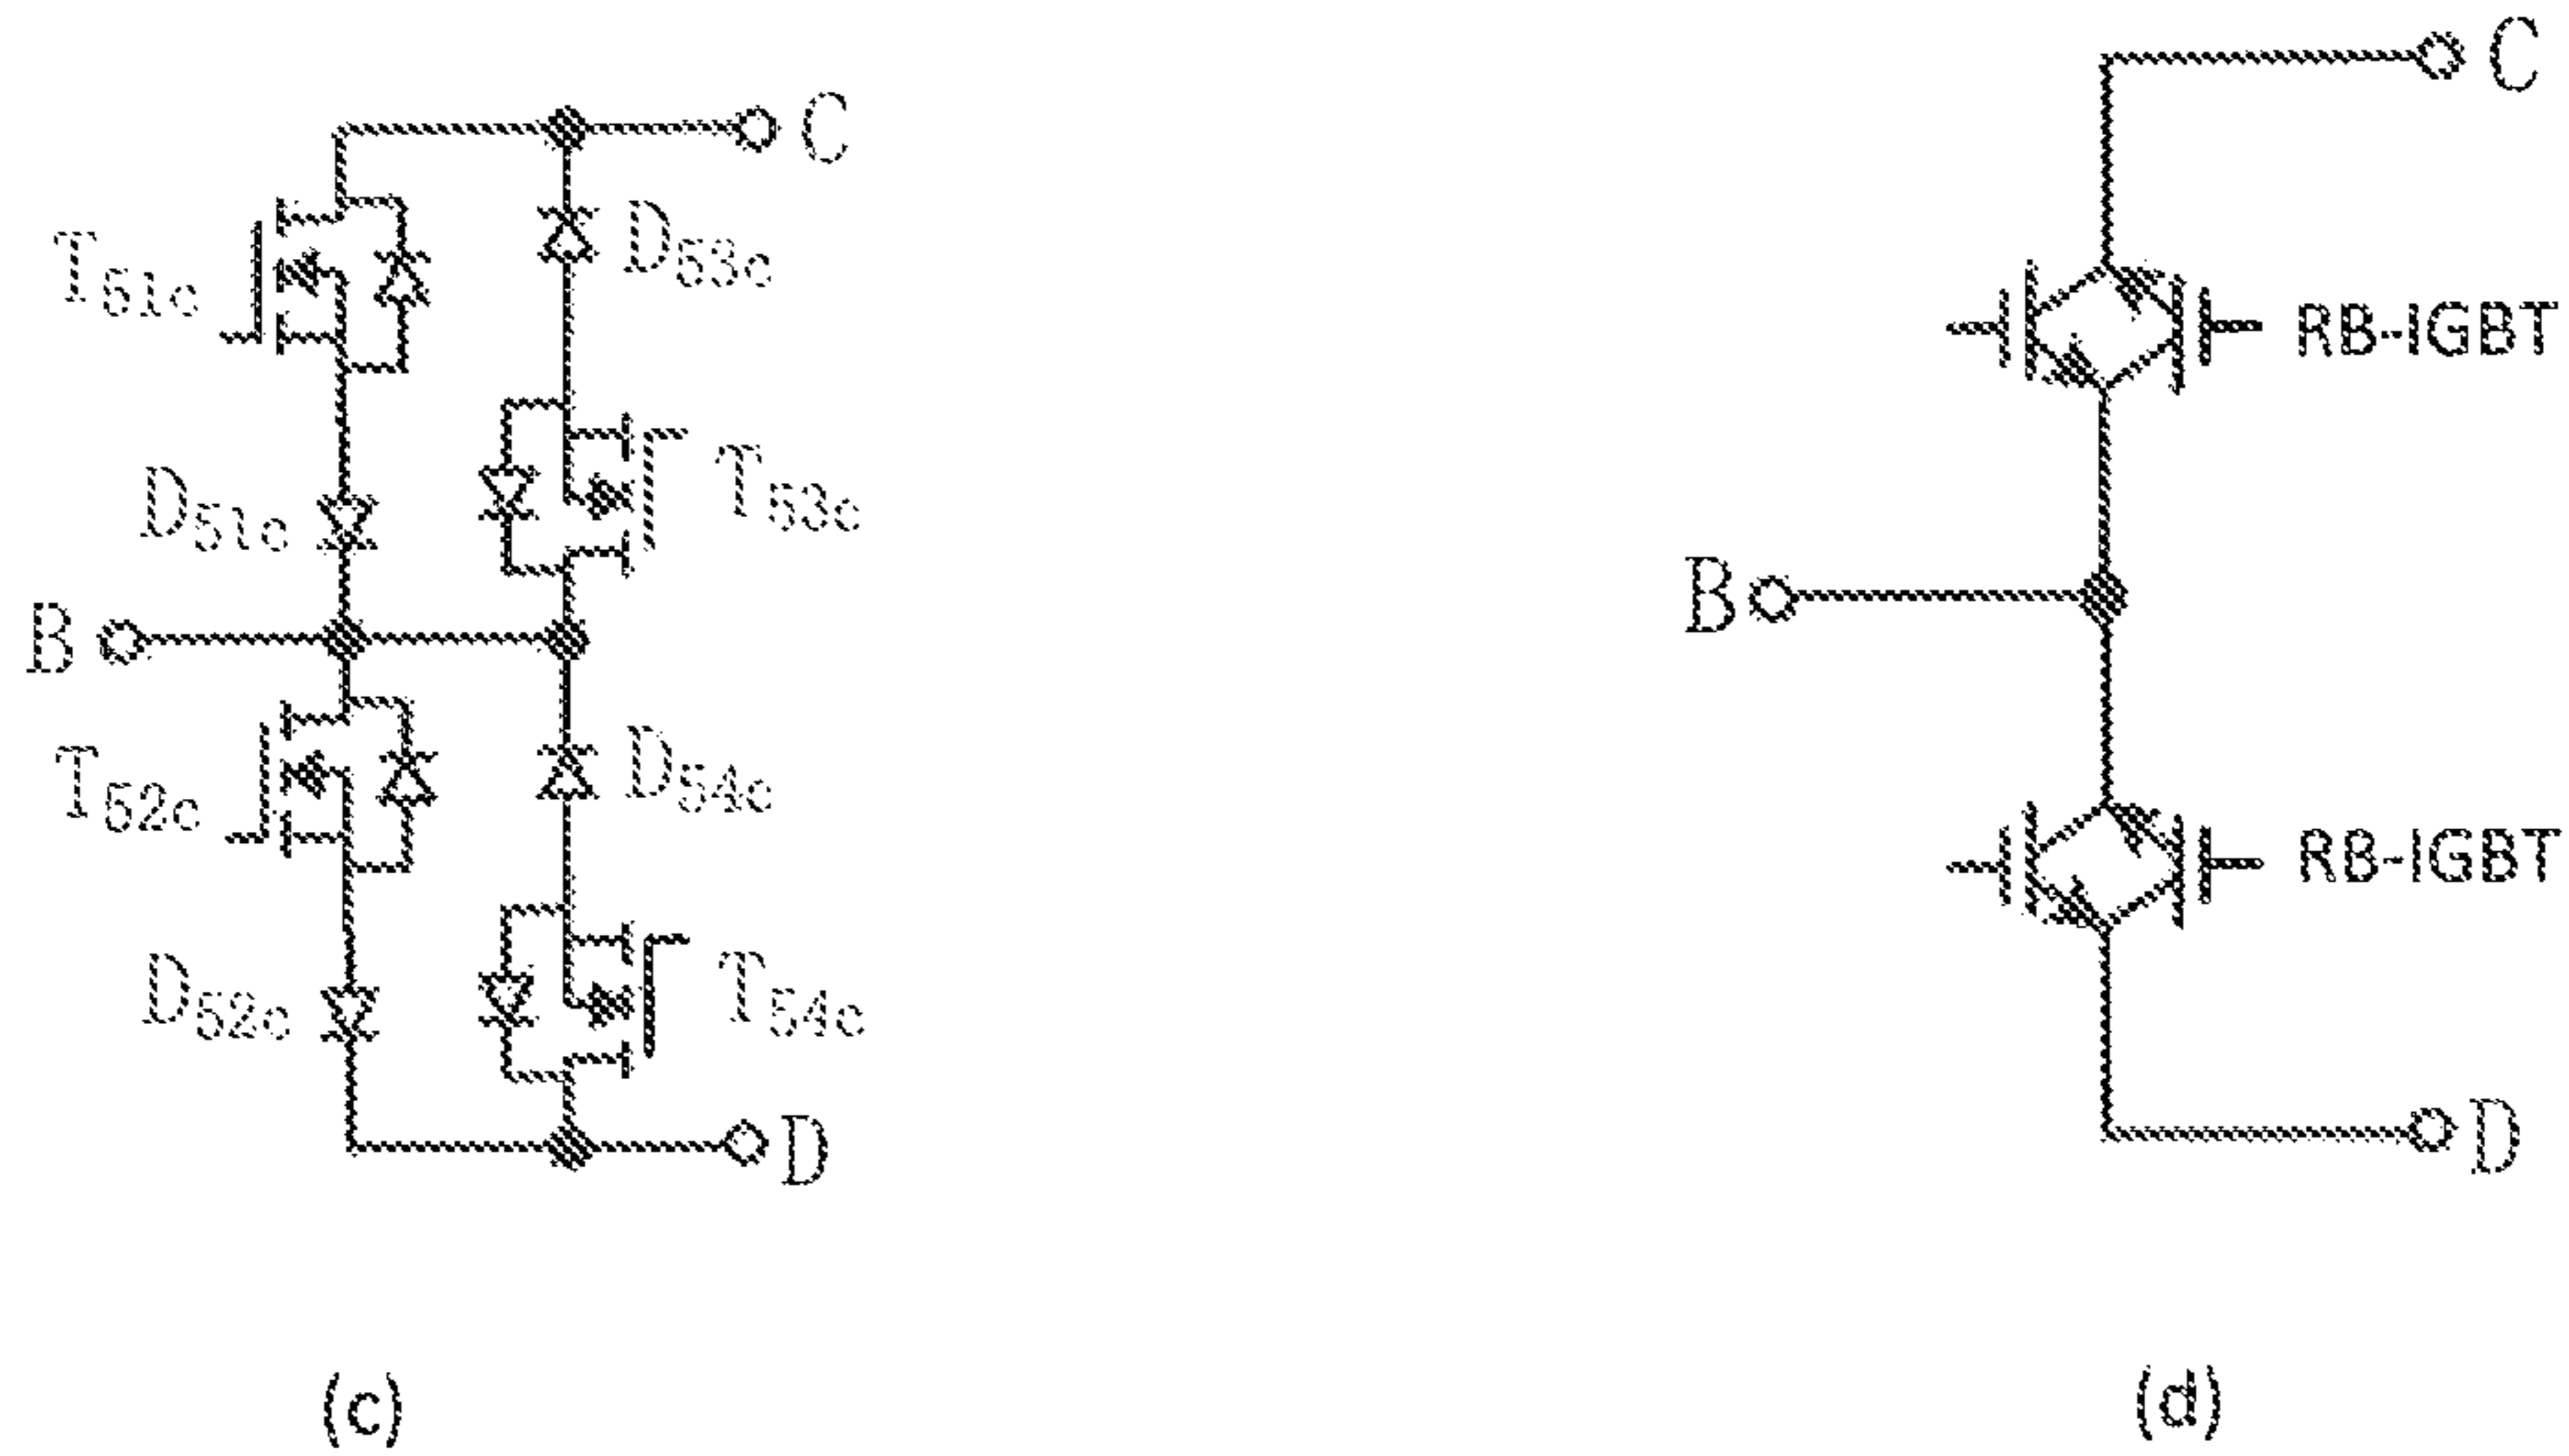 C
T51c
D53c
D51c
T53c
B
T52c
D54c
D52c
T54c
D
(c)
C
RB-IGBT
B
RB-IGBT
D
(d)